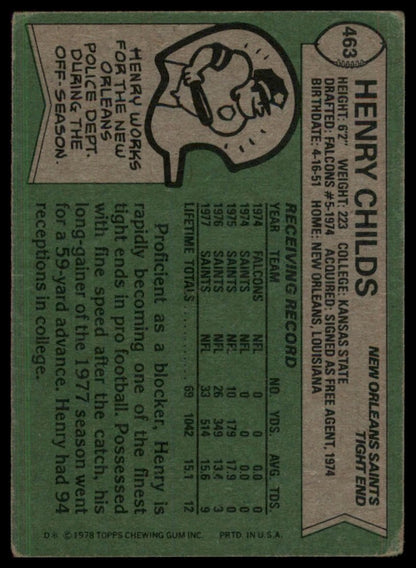 463
HENRY CHILDS
NEW ORLEANS SAINTS
TIGHT END
HEIGHT: 6'2" WEIGHT: 223 COLLEGE: KANSAS STATE
DRAFTED: FALCONS #5-1974 ACQUIRED: SIGNED AS FREE AGENT, 1974
BIRTHDATE: 4-16-51 HOME: NEW ORLEANS, LOUISIANA
RECEIVING RECORD
YEAR TEAM NO. YDS. AVG. TDS.
1974 FALCONS NFL 0 0 0 0
1974 SAINTS NFL 0 0 0 0
1975 SAINTS NFL 10 179 17.9 0
1976 SAINTS NFL 26 349 13.4 3
1977 SAINTS NFL 33 514 15.6 9
LIFETIME TOTALS 69 1042 15.1 12
HENRY WORKS
FOR THE NEW
ORLEANS
POLICE DEPT.
DURING THE
OFF-SEASON.
Proficient as a blocker, Henry is
rapidly becoming one of the finest
tight ends in pro football. Possessed
with fine speed after the catch, his
long-gainer of the 1977 season went
for a 59-yard advance. Henry had 94
receptions in college.
D* © 1978 TOPPS CHEWING GUM INC. PRTD. IN U.S.A.